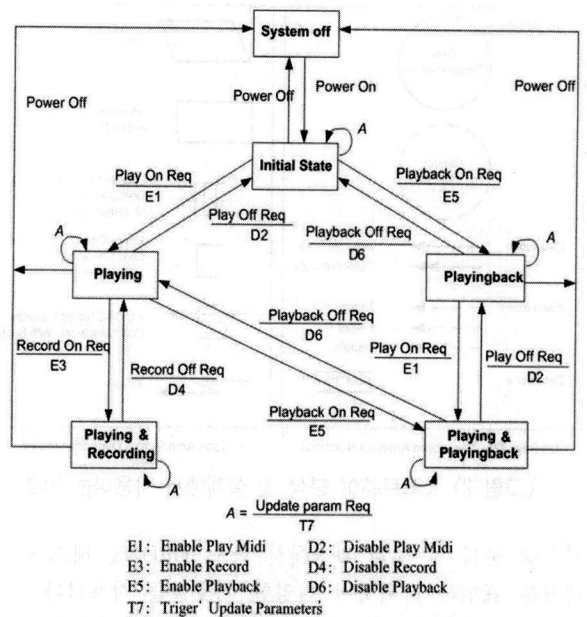 System off
Power Off
Power Off
Power On
Power Off
A
Initial State
Play On Req
E1
Playback On Req
E5
Play Off Req
D2
Playback Off Req
D6
A
A
Playing
Playingback
Playback Off Req
D6
Record On Req
E3
Record Off Req
D4
Play On Req
E1
Play Off Req
D2
Playback On Req
E5
Playing &
Recording
Playing &
Playingback
A
A
A = Update param Req
T7
E1: Enable Play Midi D2: Disable Play Midi
E3: Enable Record D4: Disable Record
E5: Enable Playback D6: Disable Playback
T7: Triger' Update Parameters